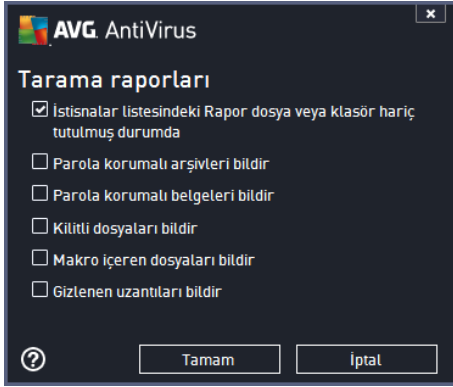 AVG. AntiVirus
x
Tarama raporları
İstisnalar listesindeki Rapor dosya veya klasör hariç
tutulmuş durumda
Parola korumalı arşivleri bildir
Parola korumalı belgeleri bildir
Kilitli dosyaları bildir
Makro içeren dosyaları bildir
Gizlenen uzantıları bildir
?
Tamam
İptal